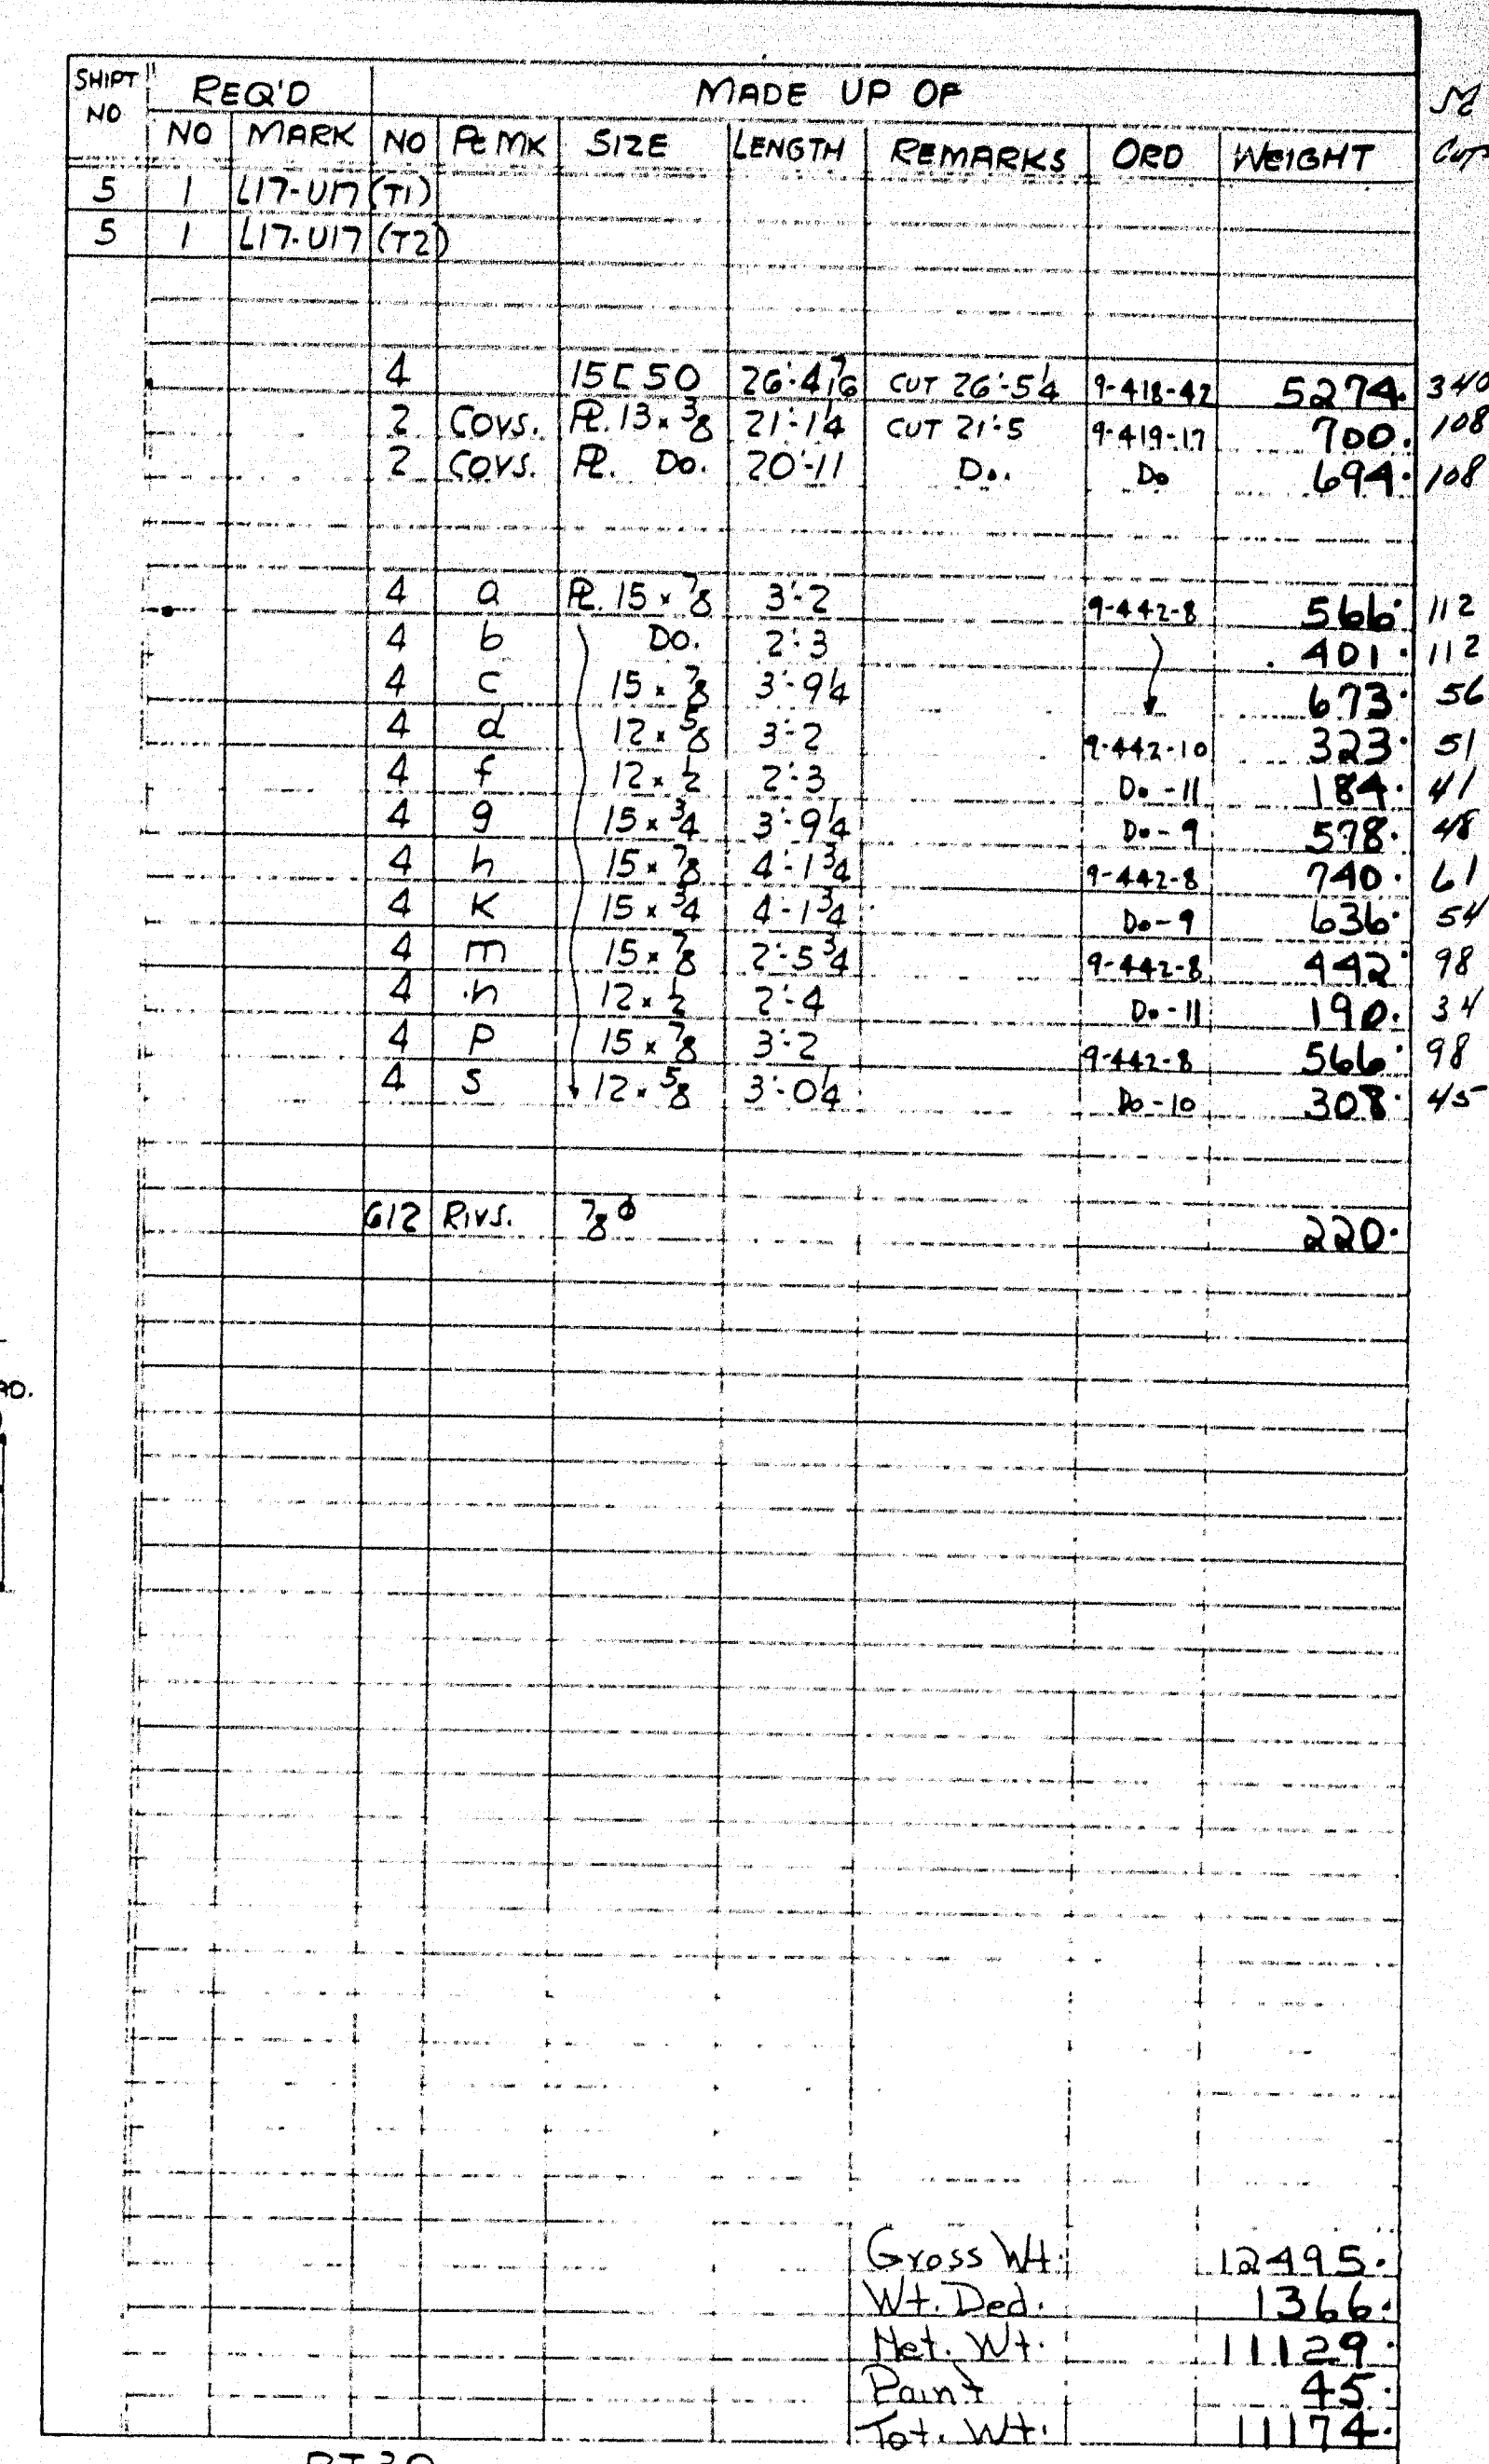 SHIPT NO REQ'D MADE UP OF
NO MARK NO PC MK SIZE LENGTH REMARKS ORD WEIGHT
5 1 L17-U17 (T1)
5 1 L17-U17 (T2)
4 15[50 26'-4 7/16 CUT 26'-5 1/4 9-418-42 5274. 340
2 COVS. PL. 13 x 3/8 21'-1 1/4 CUT 21'-5 9-419-17 700. 108
2 COVS. PL. Do. 20'-11 Do. Do 694. 108
4 a PL. 15 x 7/8 3'-2 9-442-8 566. 112
4 b DO. 2'-3 401. 112
4 c 15 x 7/8 3'-9 1/4 673. 56
4 d 12 x 5/8 3'-2 9-442-10 323. 51
4 f 12 x 1/2 2'-3 Do-11 184. 41
4 g 15 x 3/4 3'-9 1/4 Do-9 578. 48
4 h 15 x 7/8 4'-1 3/4 9-442-8 740. 61
4 K 15 x 3/4 4'-1 3/4 Do-9 636. 54
4 m 15 x 7/8 2'-5 3/4 9-442-8 442. 98
4 n 12 x 1/2 2'-4 Do-11 190. 34
4 P 15 x 7/8 3'-2 9-442-8 566. 98
4 S 12 x 5/8 3'-0 1/4 Do-10 308. 45
612 RIVS. 7/8 φ 220.
Gross Wt. 12495.
Wt. Ded. 1366.
Net. Wt. 11129.
Paint 45.
Tot. Wt. 11174.